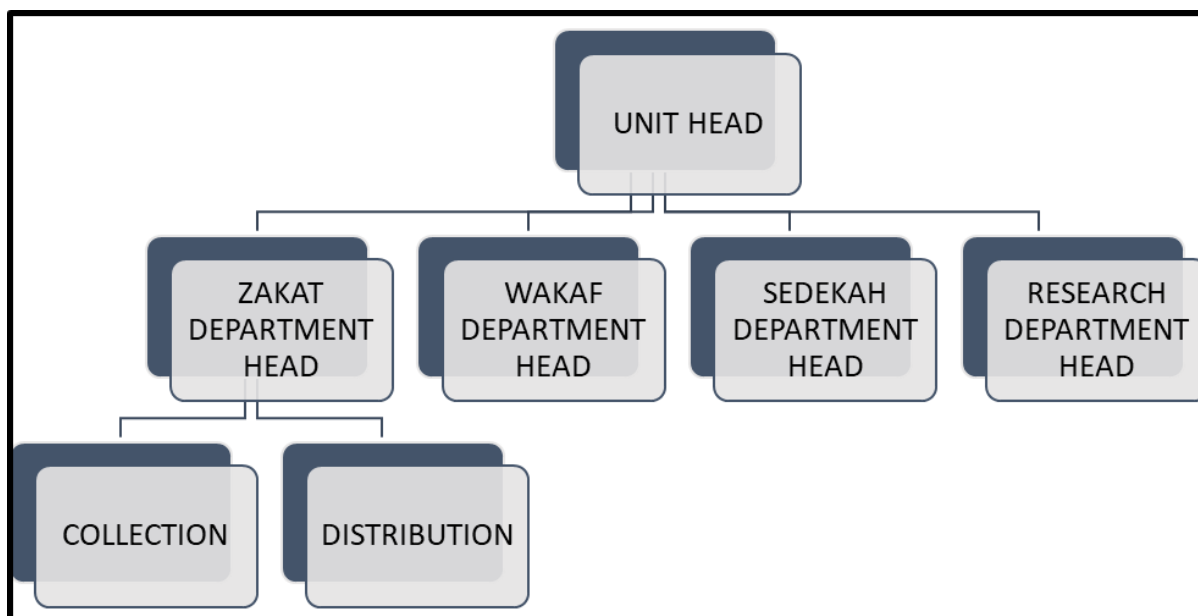 UNIT HEAD
ZAKAT
DEPARTMENT
HEAD
WAKAF
DEPARTMENT
HEAD
SEDEKAH
DEPARTMENT
HEAD
RESEARCH
DEPARTMENT
HEAD
COLLECTION
DISTRIBUTION